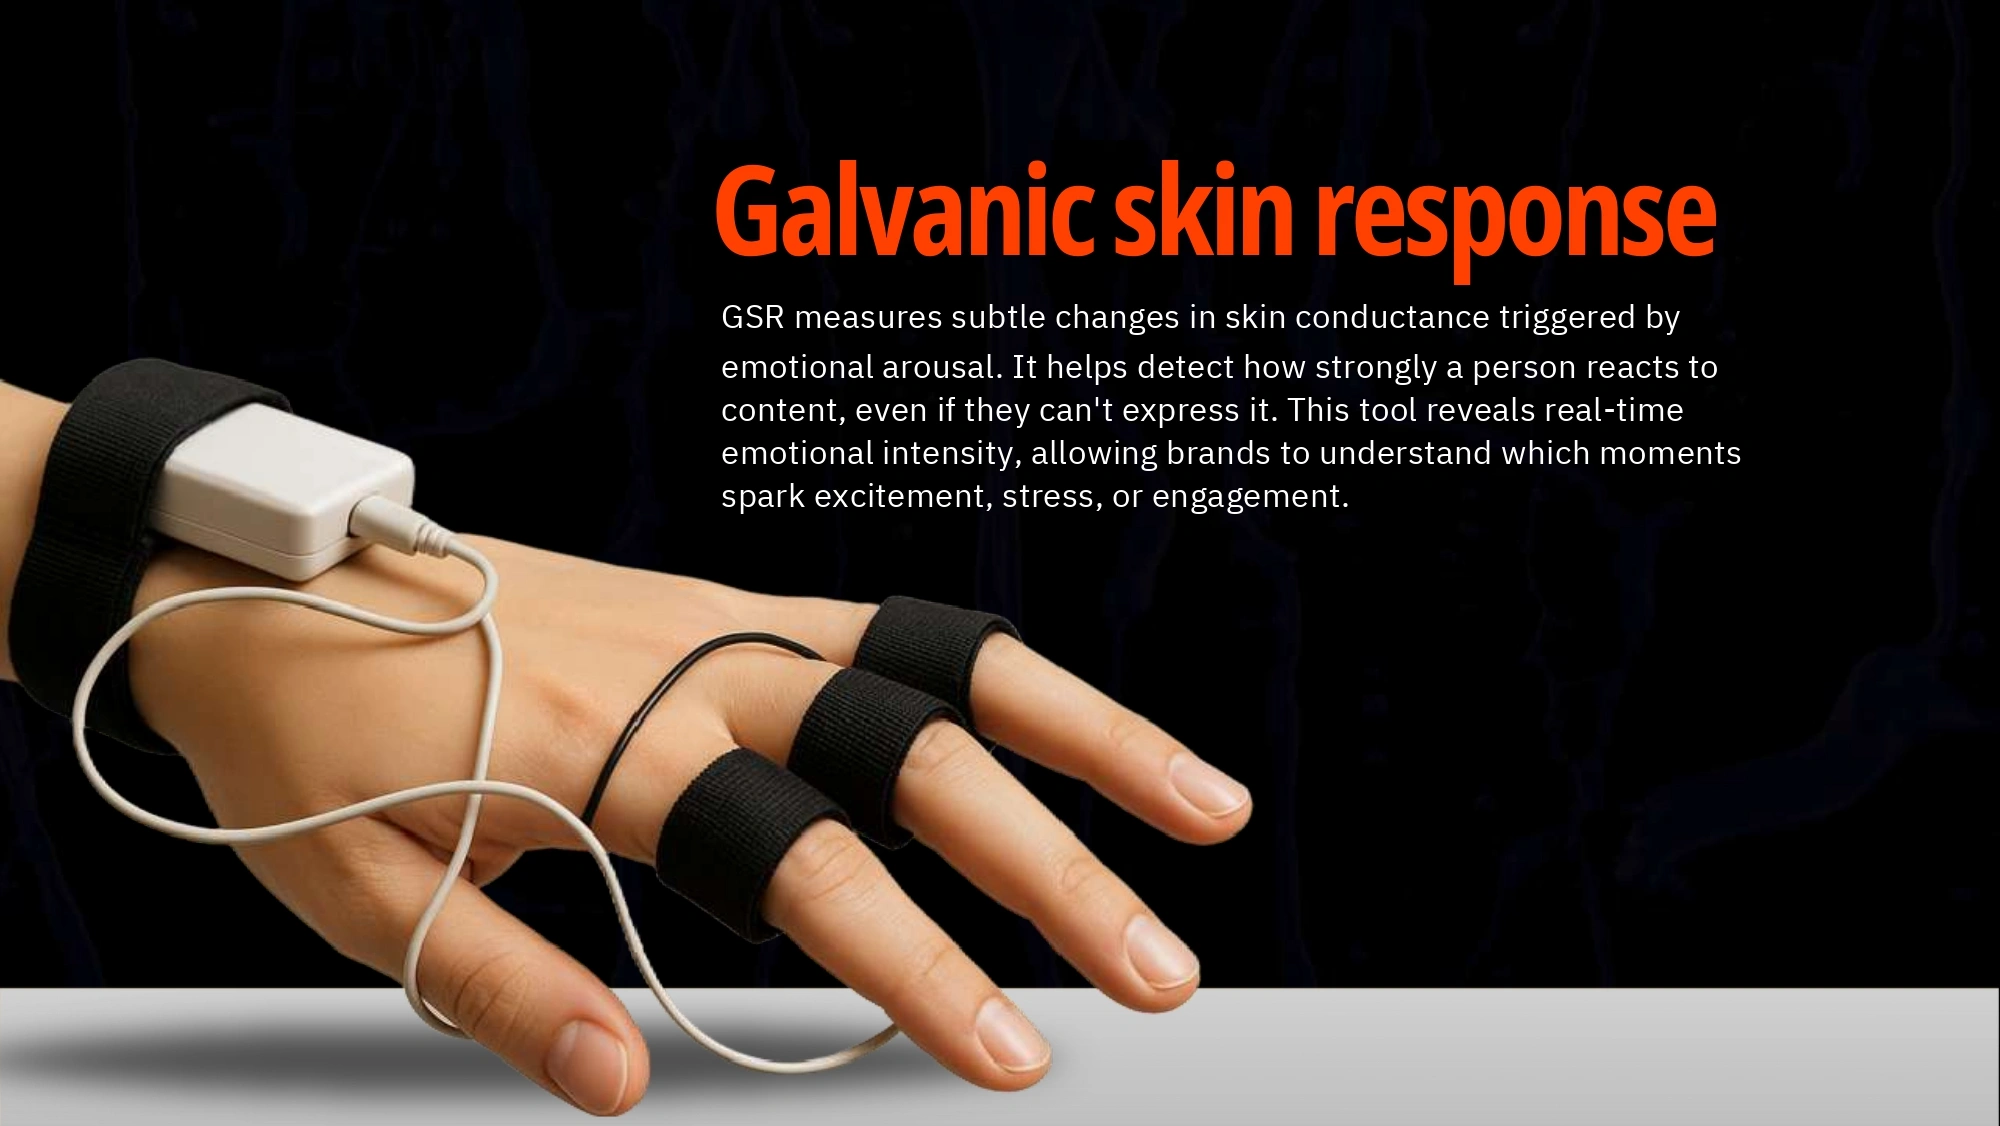 Galvanic skin response
GSR measures subtle changes in skin conductance triggered by
emotional arousal. It helps detect how strongly a person reacts to
content, even if they can't express it. This tool reveals real-time
emotional intensity, allowing brands to understand which moments
spark excitement, stress, or engagement.